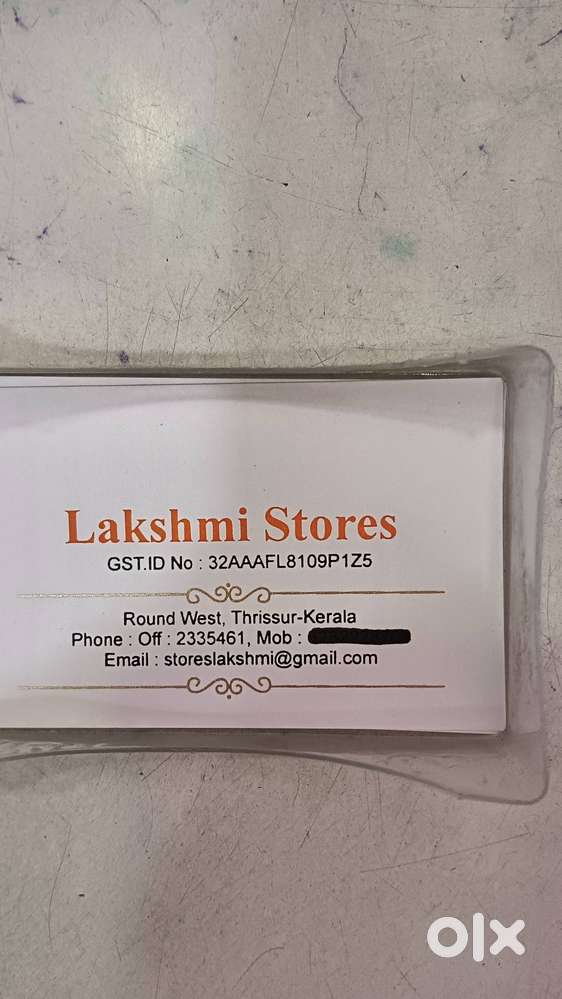 Lakshmi Stores
GST.ID No : 32AAAFL8109P1Z5
Round West, Thrissur-Kerala
Phone : Off : 2335461, Mob :
Email : storeslakshmi@gmail.com
olx